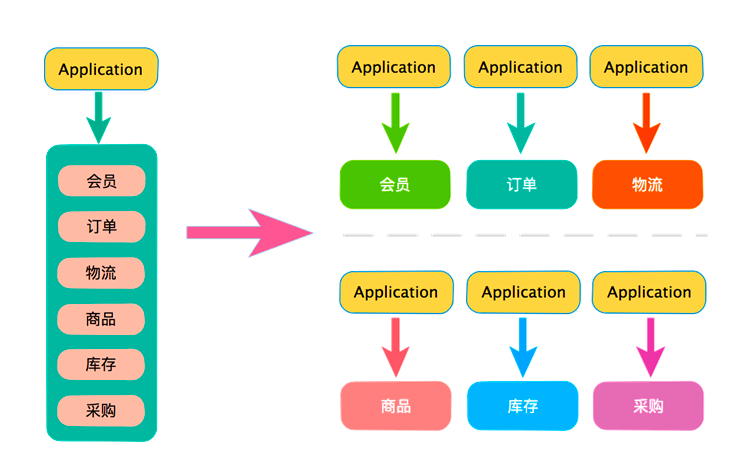 Application
会员
订单
物流
商品
库存
采购
Application
Application
Application
会员
订单
物流
Application
Application
Application
商品
库存
采购